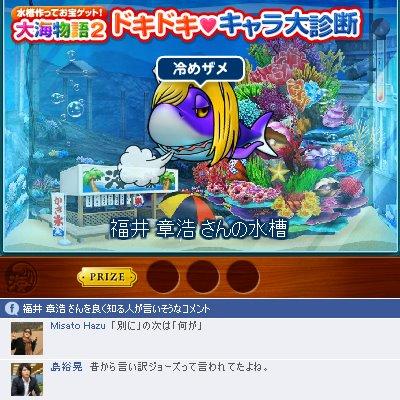 水槽作ってお宝ゲット!
大海物語2
ドキドキ♥キャラ大診断
冷めザメ
かき氷
福井 章浩 さんの水槽
PRIZE
福井 章浩 さんを良く知る人が言いそうなコメント
Misato Hazu 「別に」の次は「何が」
島裕晃 昔から言い訳ジョーズって言われてたよね。